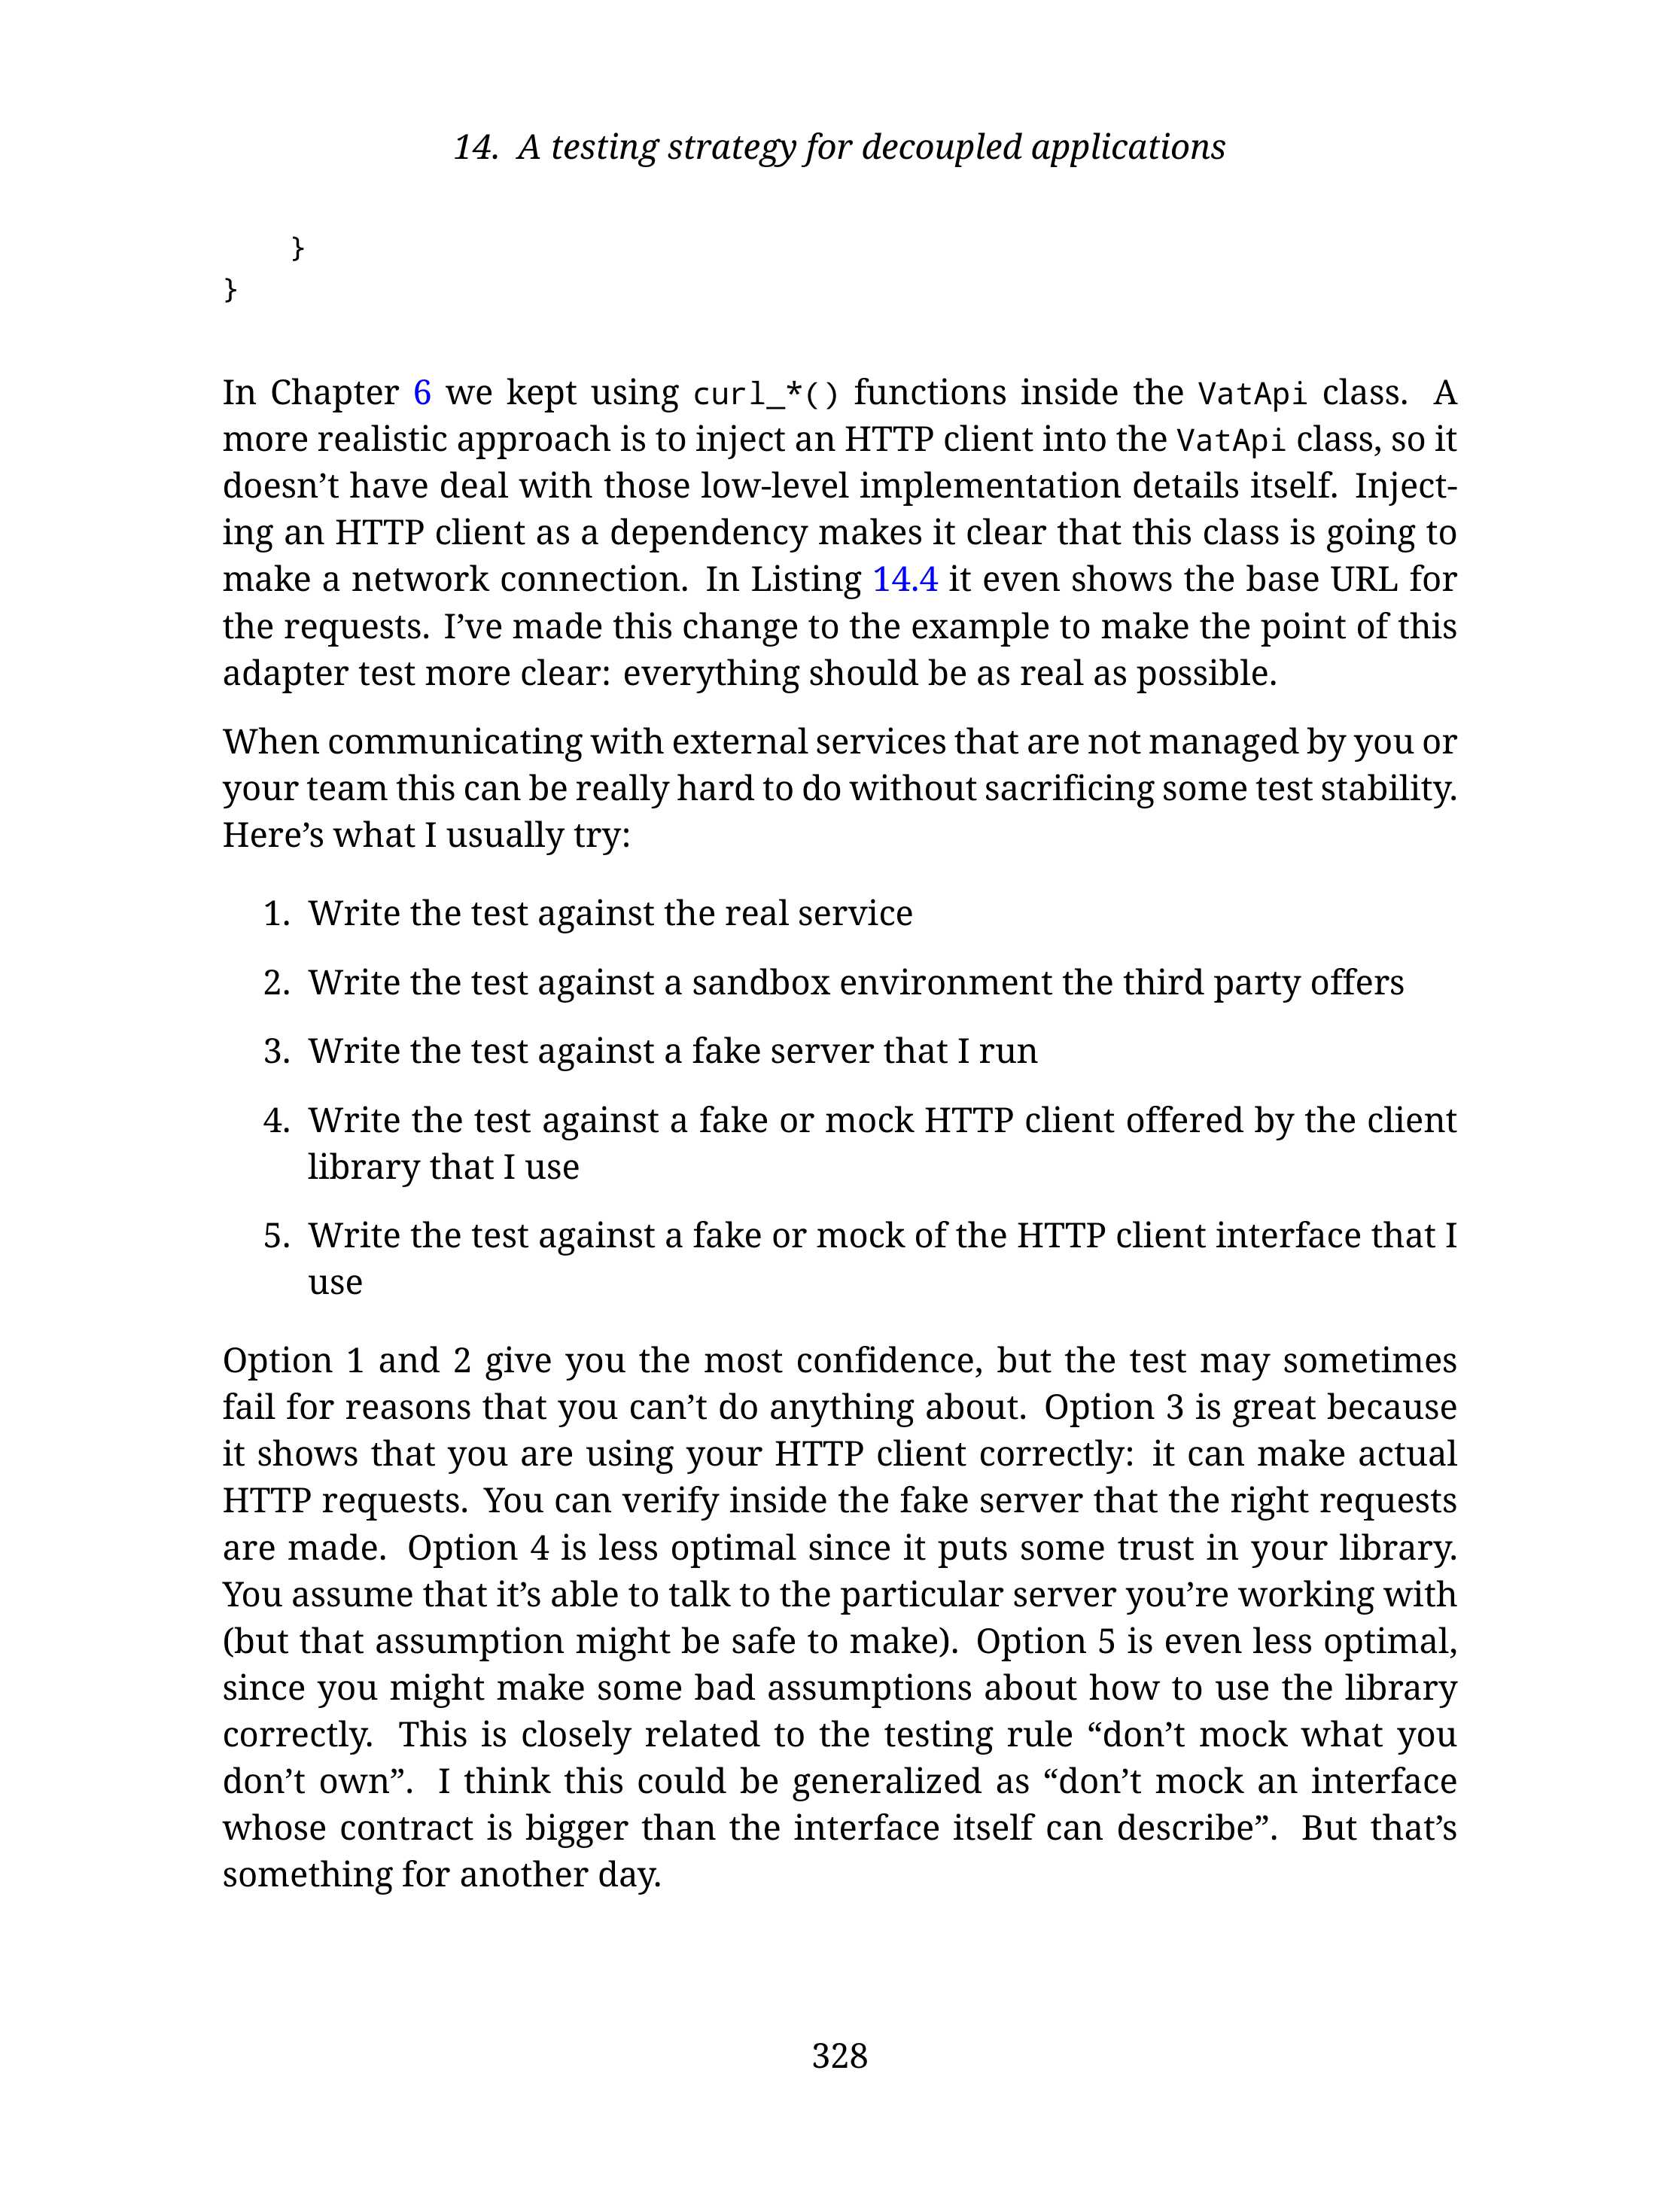 14. A testing strategy for decoupled applications
}
}
In Chapter 6 we kept using curl_*() functions inside the VatApi class. A
more realistic approach is to inject an HTTP client into the VatApi class, so it
doesn’t have deal with those low-level implementation details itself. Inject-
ing an HTTP client as a dependency makes it clear that this class is going to
make a network connection. In Listing 14.4 it even shows the base URL for
the requests. I’ve made this change to the example to make the point of this
adapter test more clear: everything should be as real as possible.
When communicating with external services that are not managed by you or
your team this can be really hard to do without sacrificing some test stability.
Here’s what I usually try:
1. Write the test against the real service
2. Write the test against a sandbox environment the third party offers
3. Write the test against a fake server that I run
4. Write the test against a fake or mock HTTP client offered by the client
library that I use
5. Write the test against a fake or mock of the HTTP client interface that I
use
Option 1 and 2 give you the most confidence, but the test may sometimes
fail for reasons that you can’t do anything about. Option 3 is great because
it shows that you are using your HTTP client correctly: it can make actual
HTTP requests. You can verify inside the fake server that the right requests
are made. Option 4 is less optimal since it puts some trust in your library.
You assume that it’s able to talk to the particular server you’re working with
(but that assumption might be safe to make). Option 5 is even less optimal,
since you might make some bad assumptions about how to use the library
correctly. This is closely related to the testing rule “don’t mock what you
don’t own”. I think this could be generalized as “don’t mock an interface
whose contract is bigger than the interface itself can describe”. But that’s
something for another day.
328